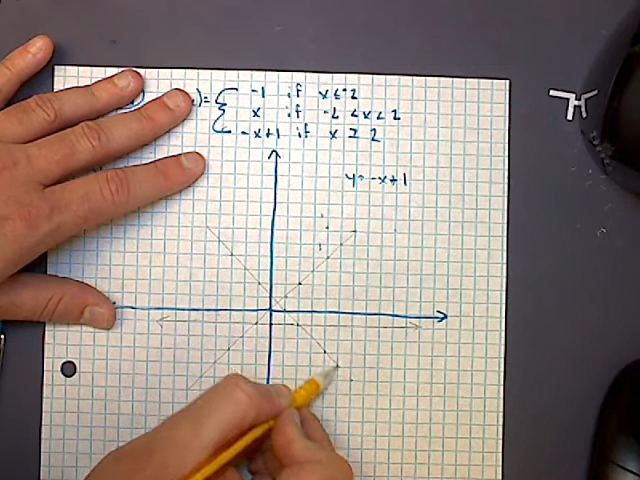 )= { -1 if x ≤ -2
x if -2 < x < 2
-x+1 if x ≥ 2
y = -x+1